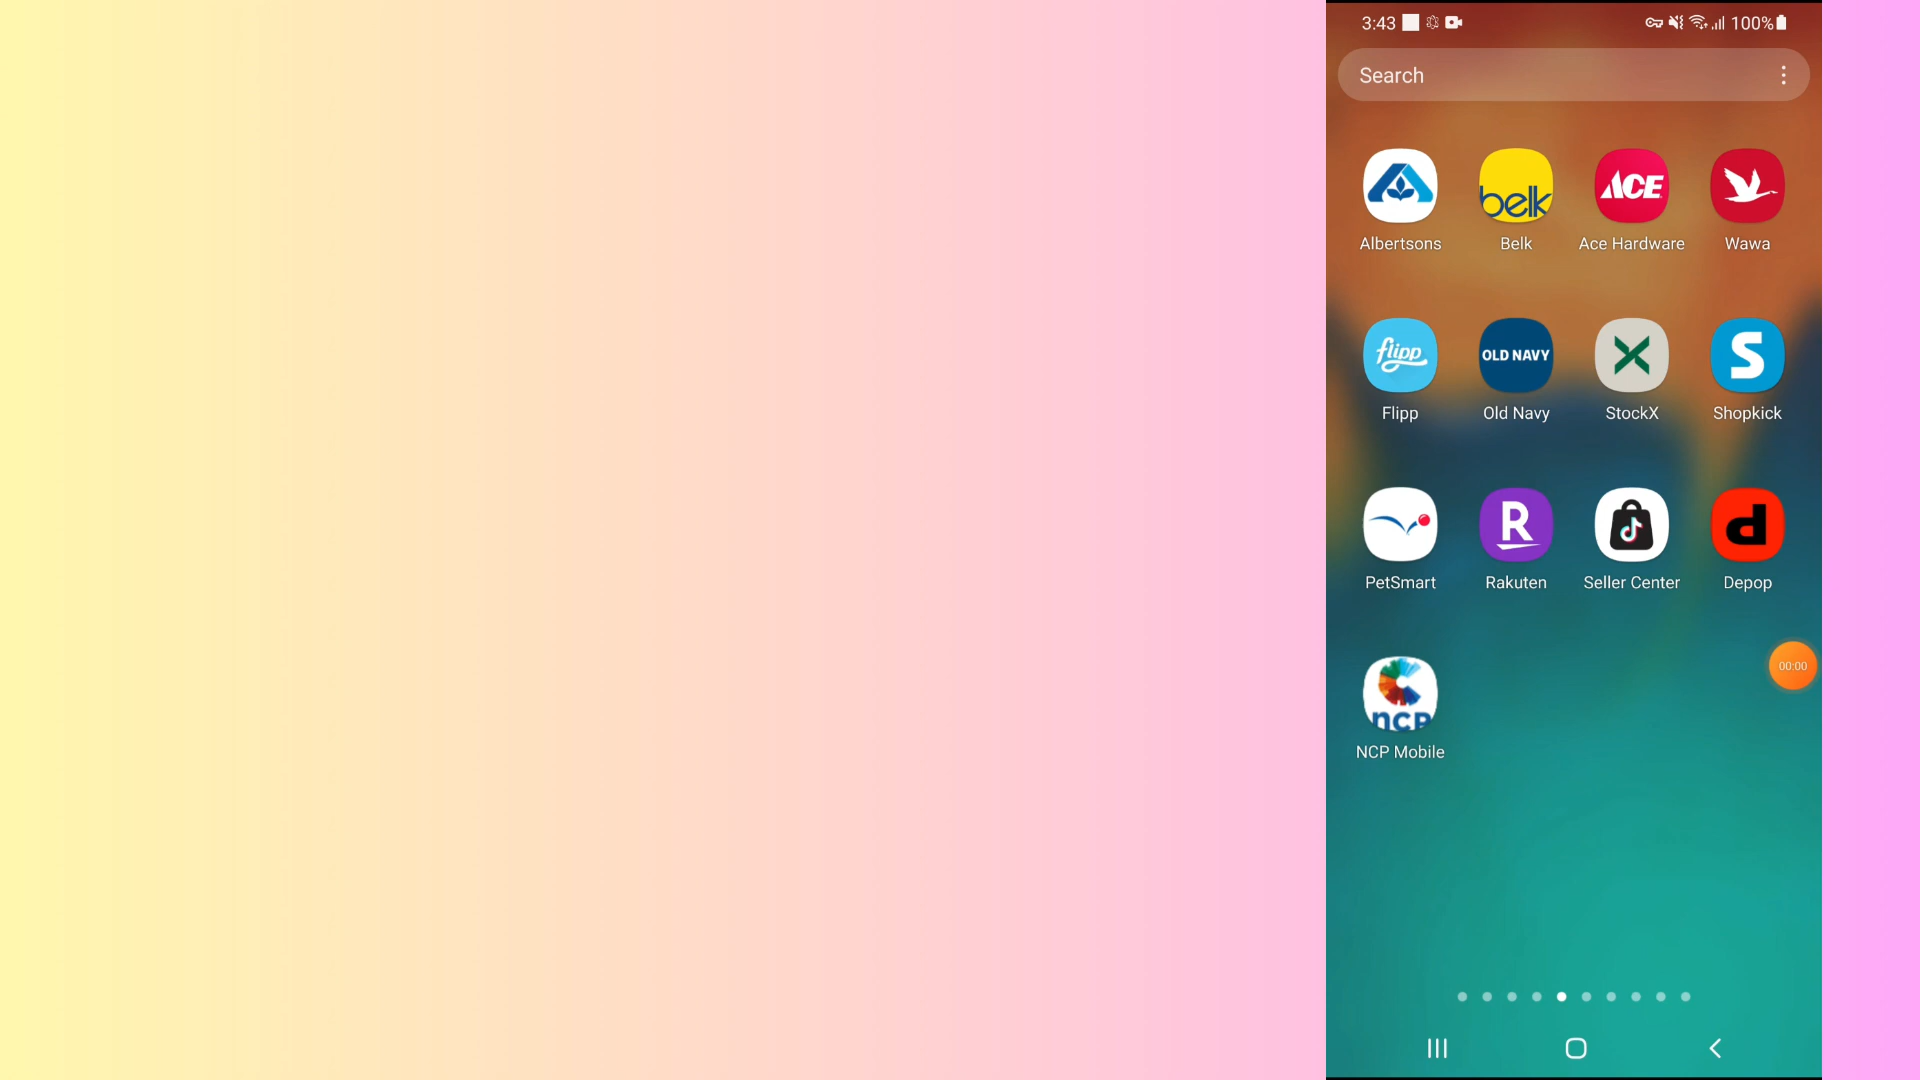 3:43
100%
Search
belk
ACE
Albertsons
Belk
Ace Hardware
Wawa
flipp
OLD NAVY
S
Flipp
Old Navy
StockX
Shopkick
R
d
PetSmart
Rakuten
Seller Center
Depop
00:00
ncp
NCP Mobile